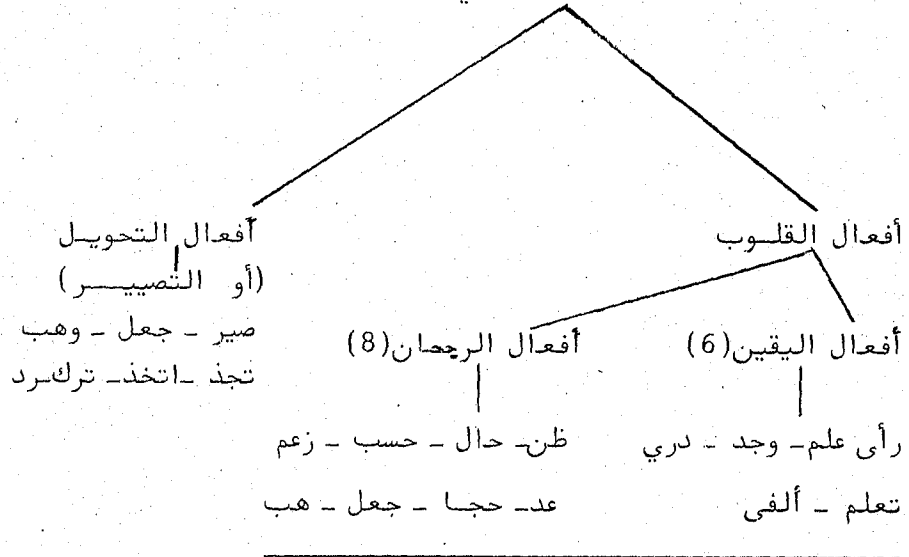 أفعال القلوب
أفعال التحويل
(أو التصيير)
أفعال اليقين (6)
أفعال الرجحان (8)
صير - جعل - وهب
تجذ - اتخذ - ترك رد
رأى علم - وجد - دري
تعلم - ألفى
ظن - حال - حسب - زعم
عد - حجا - جعل - هب